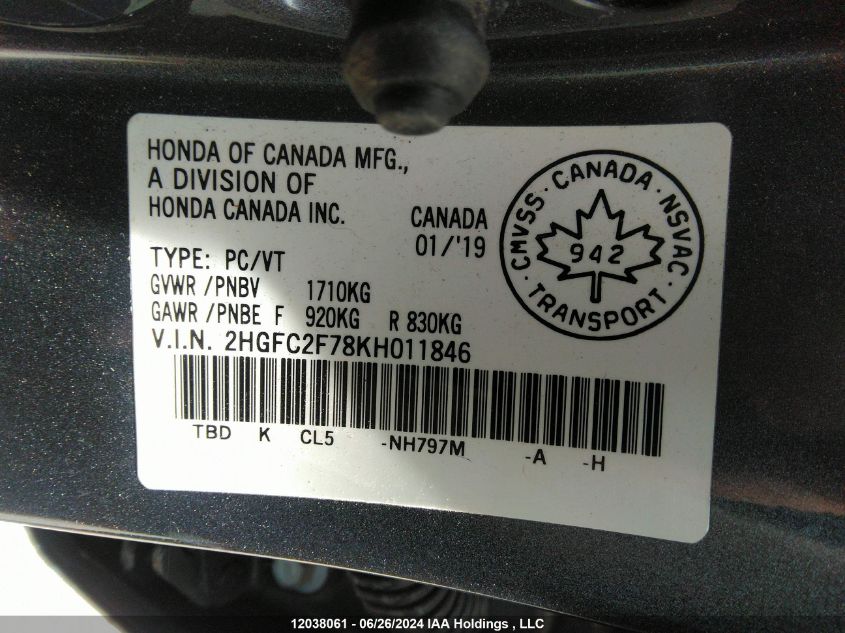 HONDA OF CANADA MFG.,
A DIVISION OF
HONDA CANADA INC.
CANADA
01/'19
TYPE: PC/VT
GVWR /PNBV 1710KG
GAWR /PNBE F 920KG R 830KG
V.I.N. 2HGFC2F78KH011846
TBD K CL5 -NH797M -A -H
CMVSS · CANADA · NSVAC
942
· TRANSPORT ·
12038061 - 06/26/2024 IAA Holdings , LLC